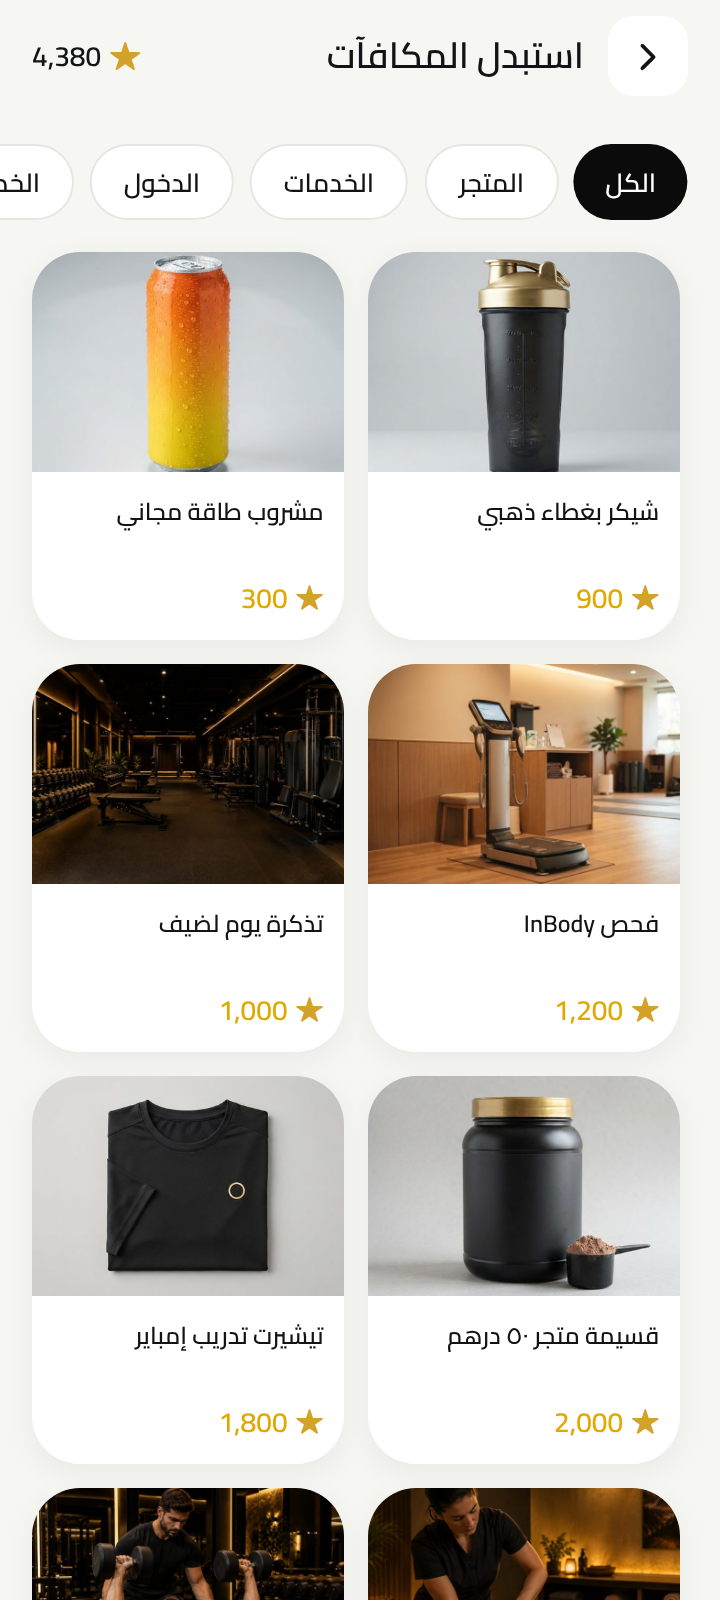 استبدل المكافآت
4,380
الكل
المتجر
الخدمات
الدخول
شيكر بغطاء ذهبي
900
مشروب طاقة مجاني
300
فحص InBody
1,200
تذكرة يوم لضيف
1,000
قسيمة متجر ٥٠ درهم
2,000
تيشيرت تدريب إمباير
1,800